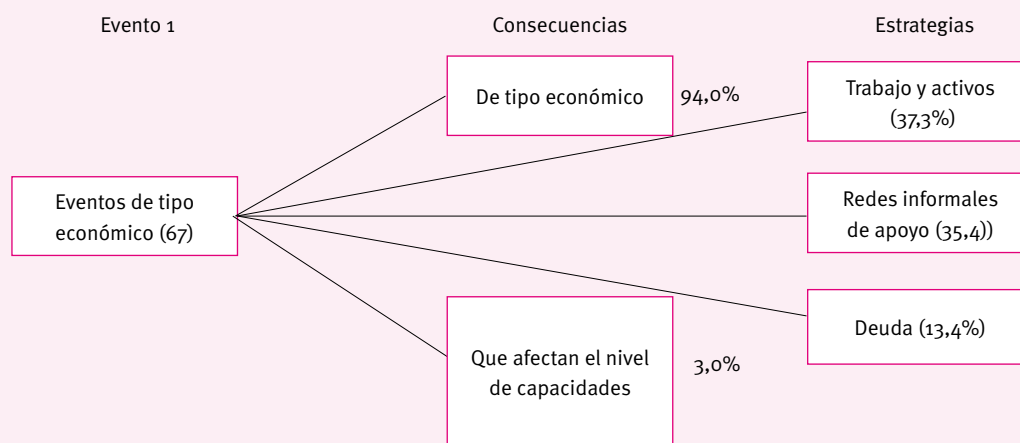 Evento 1
Consecuencias
Estrategias
De tipo económico
94,0%
Trabajo y activos
(37,3%)
Eventos de tipo
económico (67)
Redes informales
de apoyo (35,4))
Deuda (13,4%)
Que afectan el nivel
de capacidades
3,0%